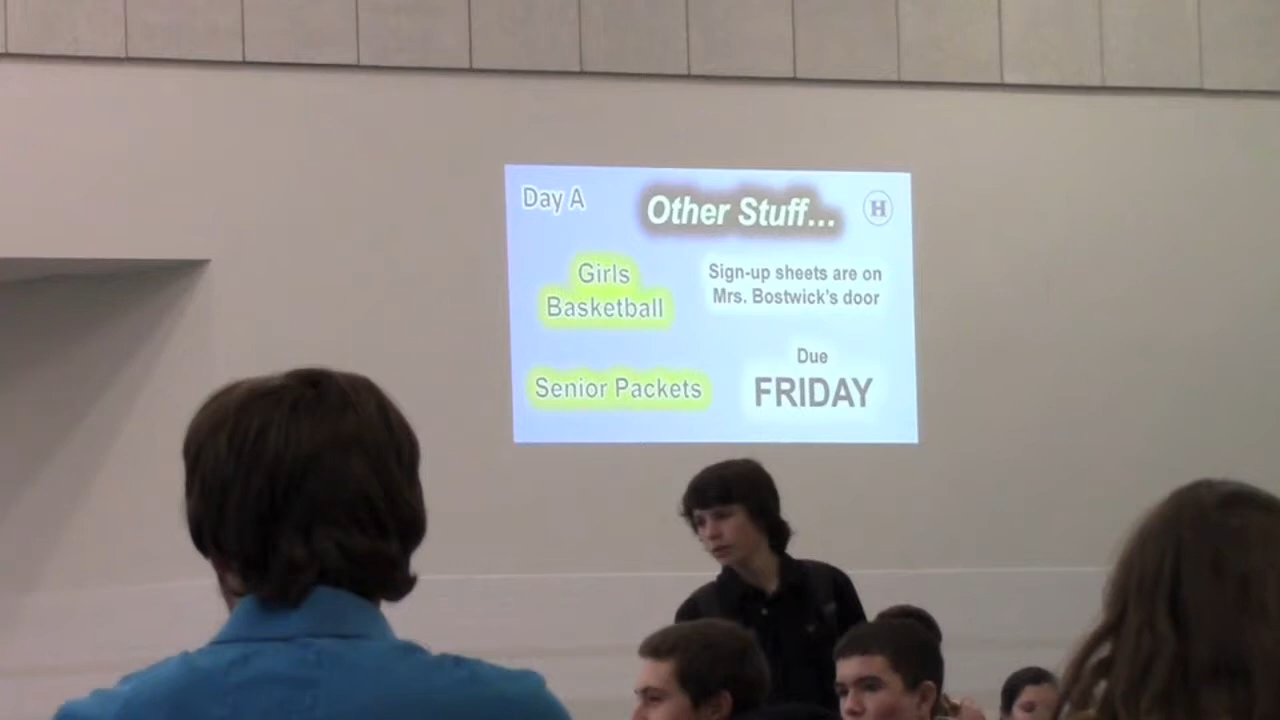 Day A
Other Stuff...
H
Girls
Basketball
Sign-up sheets are on
Mrs. Bostwick's door
Senior Packets
Due
FRIDAY